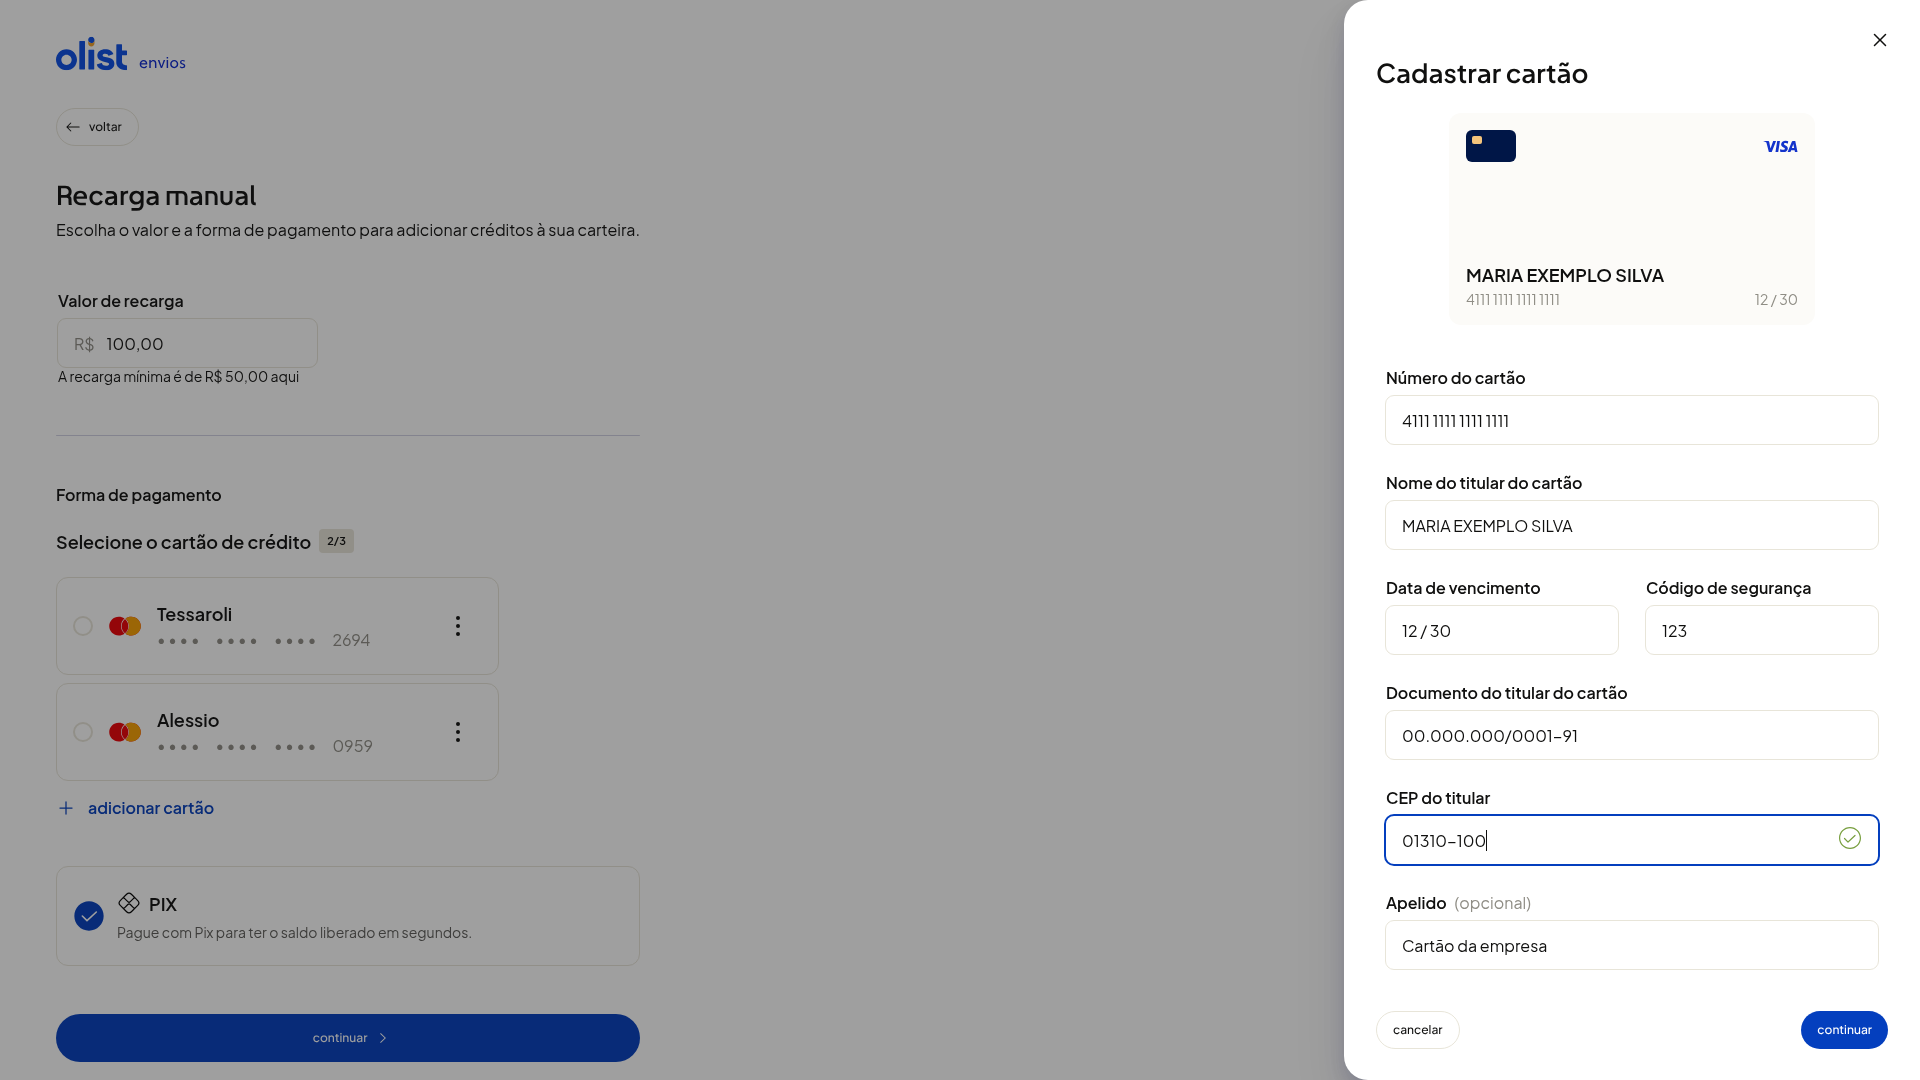 olist envios
voltar
Recarga manual
Escolha o valor e a forma de pagamento para adicionar créditos à sua carteira.
Valor de recarga
R$ 100,00
A recarga mínima é de R$ 50,00 aqui
Forma de pagamento
Selecione o cartão de crédito 2/3
Tessaroli
•••• •••• •••• 2694
Alessio
•••• •••• •••• 0959
adicionar cartão
PIX
Pague com Pix para ter o saldo liberado em segundos.
continuar
Cadastrar cartão
VISA
MARIA EXEMPLO SILVA
4111 1111 1111 1111 12 / 30
Número do cartão
4111 1111 1111 1111
Nome do titular do cartão
MARIA EXEMPLO SILVA
Data de vencimento Código de segurança
12 / 30 123
Documento do titular do cartão
00.000.000/0001-91
CEP do titular
01310-100
Apelido (opcional)
Cartão da empresa
cancelar continuar